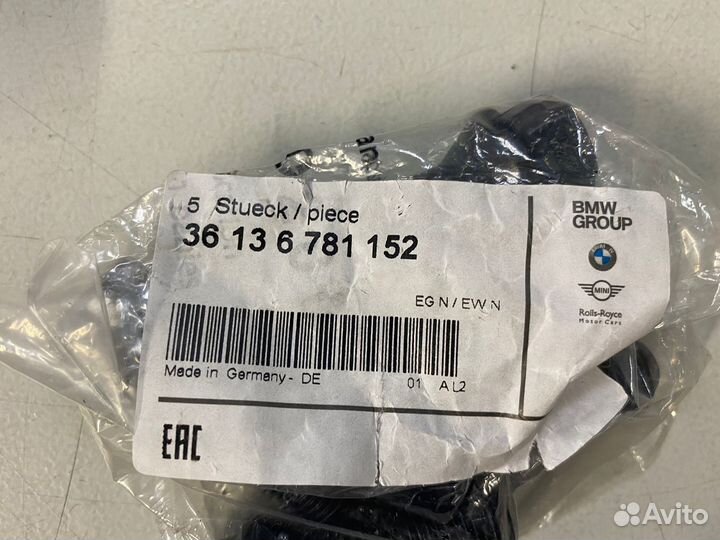 5 Stueck / piece
36 13 6 781 152
EG N / EW N
Made in Germany - DE
01 AL2
EAC
BMW
GROUP
MINI
Rolls-Royce
Motor Cars
Avito